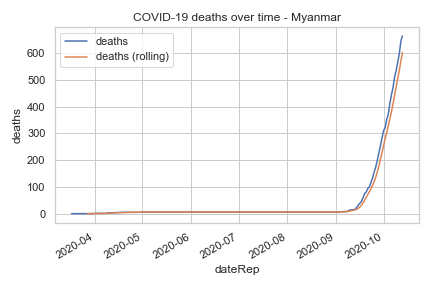 COVID-19 deaths over time - Myanmar
deaths
deaths (rolling)
600
500
400
300
200
100
0
deaths
2020-04
2020-05
2020-06
2020-07
2020-08
2020-09
2020-10
dateRep